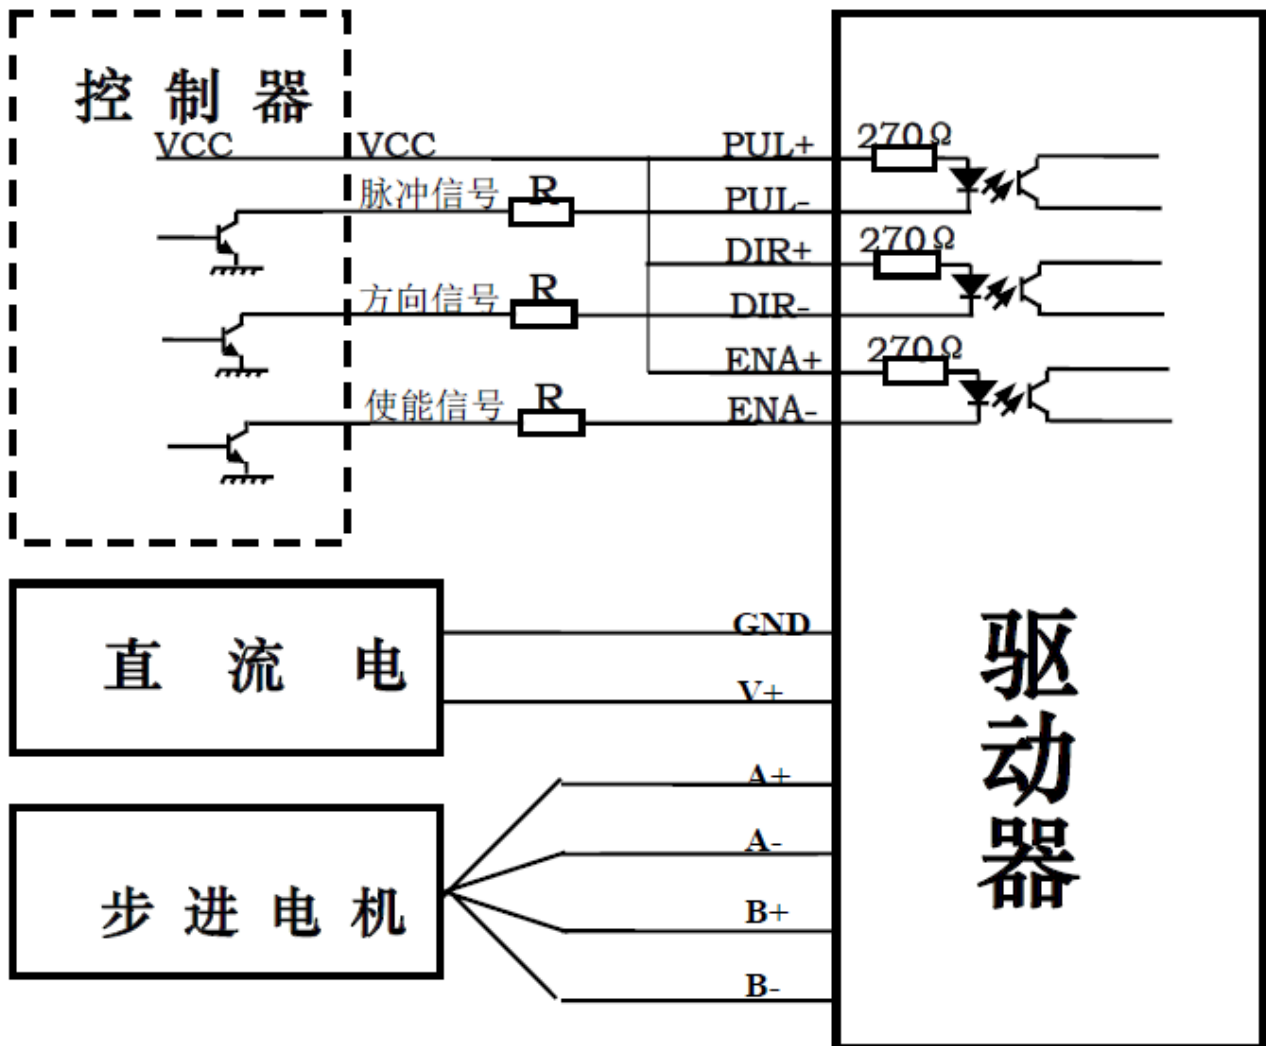 控制器
VCC VCC PUL+ 270Ω
脉冲信号 R PUL-
DIR+ 270Ω
方向信号 R DIR-
ENA+ 270Ω
使能信号 R ENA-
GND
直流电
V+
驱动器
A+
A-
步进电机
B+
B-